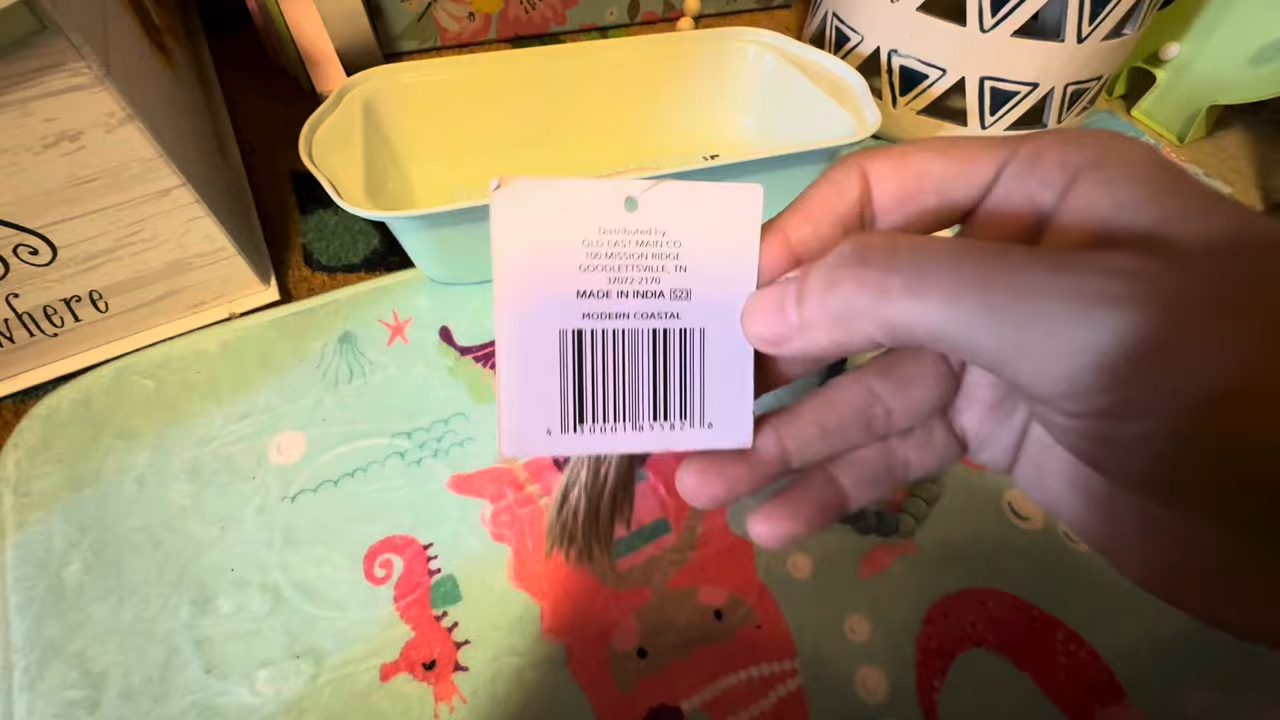 Distributed by:
OLD EAST MAIN CO.
100 MISSION RIDGE
GOODLETTSVILLE, TN
37072-2170
MADE IN INDIA S23
MODERN COASTAL
where